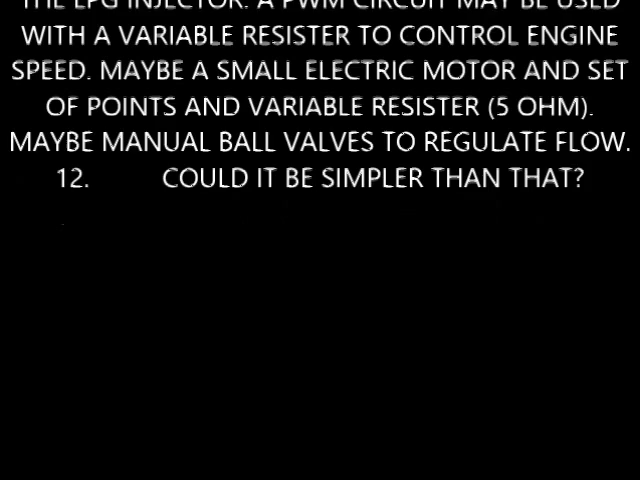 THE LPG INJECTOR. A PWM CIRCUIT MAY BE USED
WITH A VARIABLE RESISTER TO CONTROL ENGINE
SPEED. MAYBE A SMALL ELECTRIC MOTOR AND SET
OF POINTS AND VARIABLE RESISTER (5 OHM).
MAYBE MANUAL BALL VALVES TO REGULATE FLOW.
12. COULD IT BE SIMPLER THAN THAT?